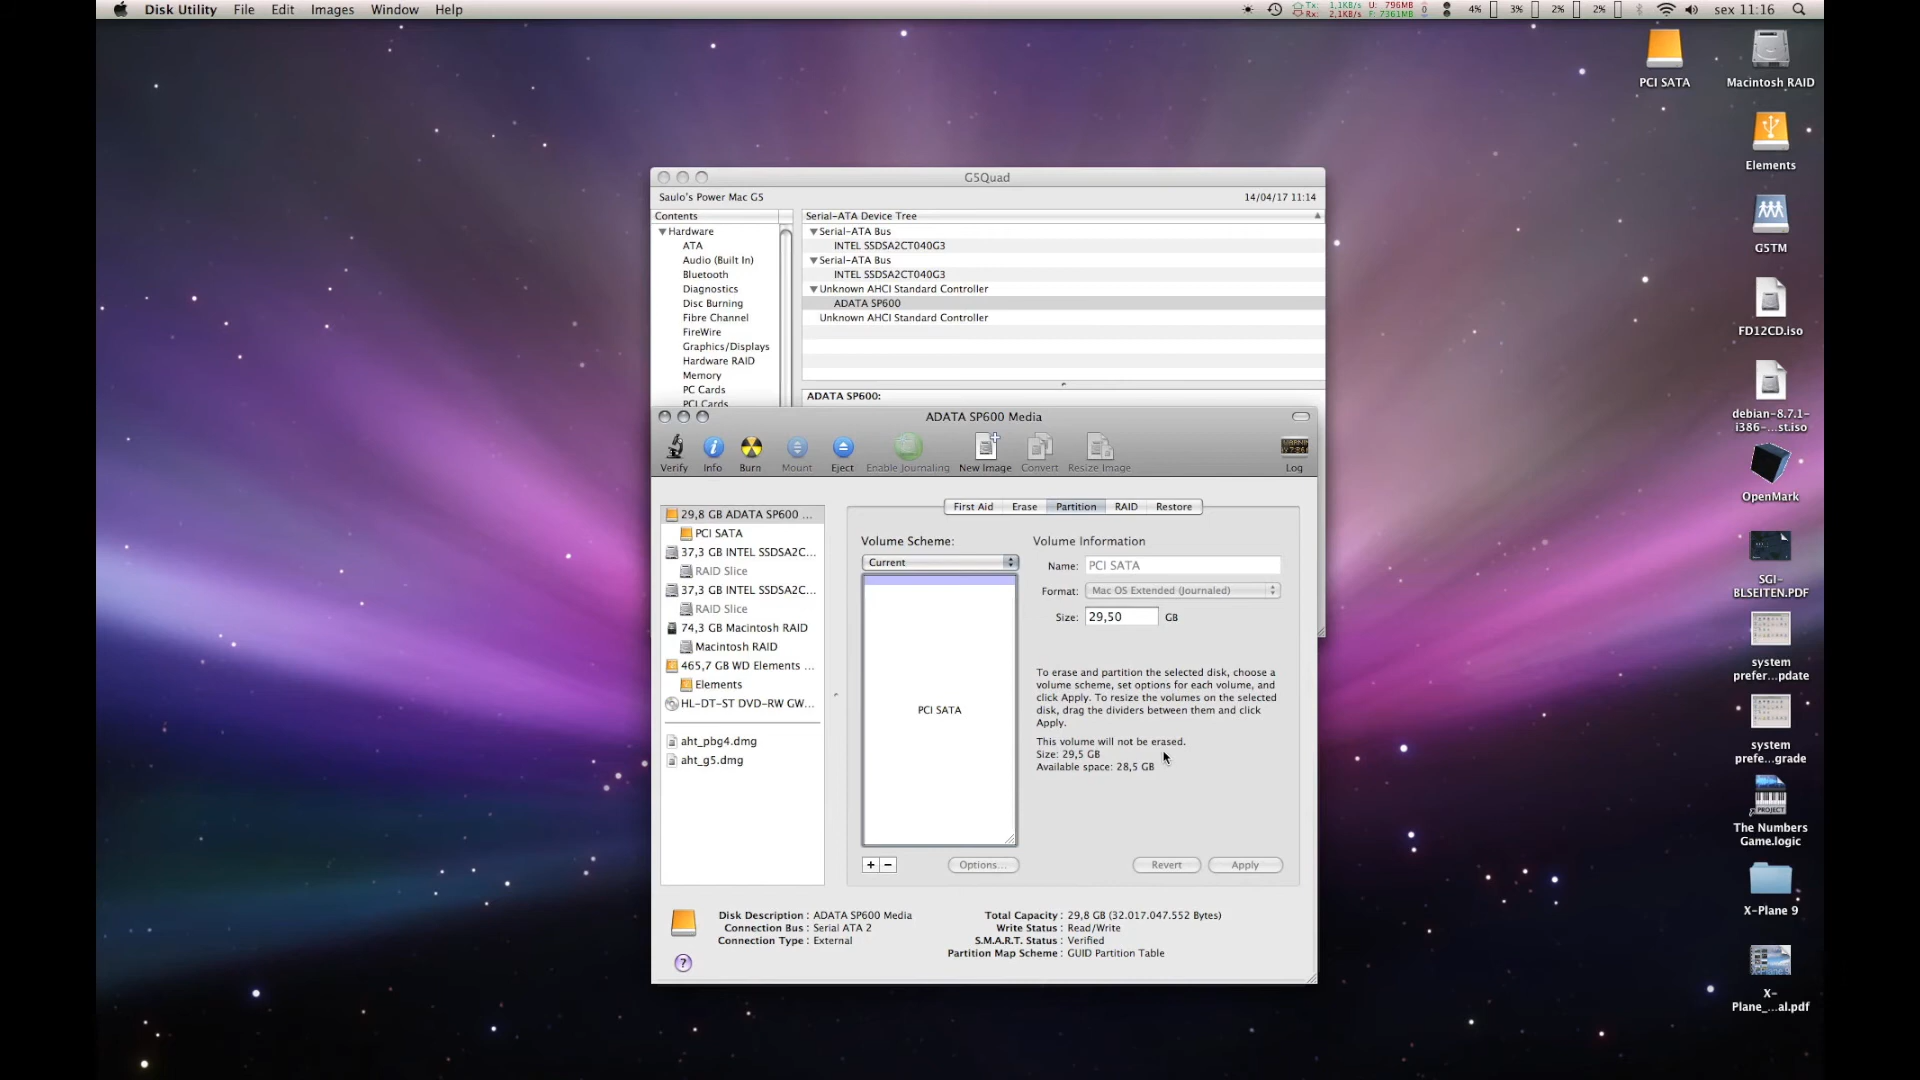 Disk Utility File Edit Images Window Help
Tx: 1,1KB/s U: 796MB 0 4% 3% 2% 2% sex 11:16
Rx: 2,1KB/s F: 7361MB
PCI SATA
Macintosh RAID
Elements
G5TM
FD12CD.iso
debian-8.7.1-
i386-...st.iso
OpenMark
SGI-
BLSEITEN.PDF
system
prefer...pdate
system
prefe...grade
PROJECT
The Numbers
Game.logic
X-Plane 9
X-
Plane_...al.pdf
G5Quad
Saulo's Power Mac G5 14/04/17 11:14
Contents
Hardware
ATA
Audio (Built In)
Bluetooth
Diagnostics
Disc Burning
Fibre Channel
FireWire
Graphics/Displays
Hardware RAID
Memory
PC Cards
PCI Cards
Serial-ATA Device Tree
Serial-ATA Bus
INTEL SSDSA2CT040G3
Serial-ATA Bus
INTEL SSDSA2CT040G3
Unknown AHCI Standard Controller
ADATA SP600
Unknown AHCI Standard Controller
ADATA SP600:
ADATA SP600 Media
Verify Info Burn Mount Eject Enable Journaling New Image Convert Resize Image Log
29,8 GB ADATA SP600 ...
PCI SATA
37,3 GB INTEL SSDSA2C...
RAID Slice
37,3 GB INTEL SSDSA2C...
RAID Slice
74,3 GB Macintosh RAID
Macintosh RAID
465,7 GB WD Elements ...
Elements
HL-DT-ST DVD-RW GW...
aht_pbg4.dmg
aht_g5.dmg
First Aid Erase Partition RAID Restore
Volume Scheme:
Current
PCI SATA
+ −
Options...
Volume Information
Name: PCI SATA
Format: Mac OS Extended (Journaled)
Size: 29,50 GB
To erase and partition the selected disk, choose a
volume scheme, set options for each volume, and
click Apply. To resize the volumes on the selected
disk, drag the dividers between them and click
Apply.
This volume will not be erased.
Size: 29,5 GB
Available space: 28,5 GB
Revert Apply
Disk Description : ADATA SP600 Media
Connection Bus : Serial ATA 2
Connection Type : External
Total Capacity : 29,8 GB (32.017.047.552 Bytes)
Write Status : Read/Write
S.M.A.R.T. Status : Verified
Partition Map Scheme : GUID Partition Table
?